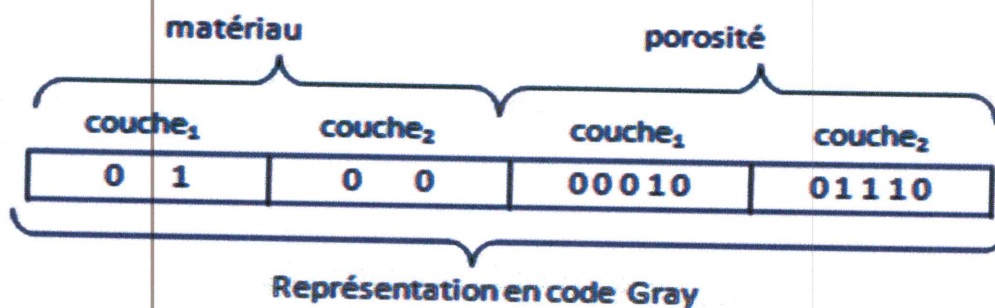 matériau porosité
couche₁ couche₂ couche₁ couche₂
0 1 0 0 00010 01110
Représentation en code Gray